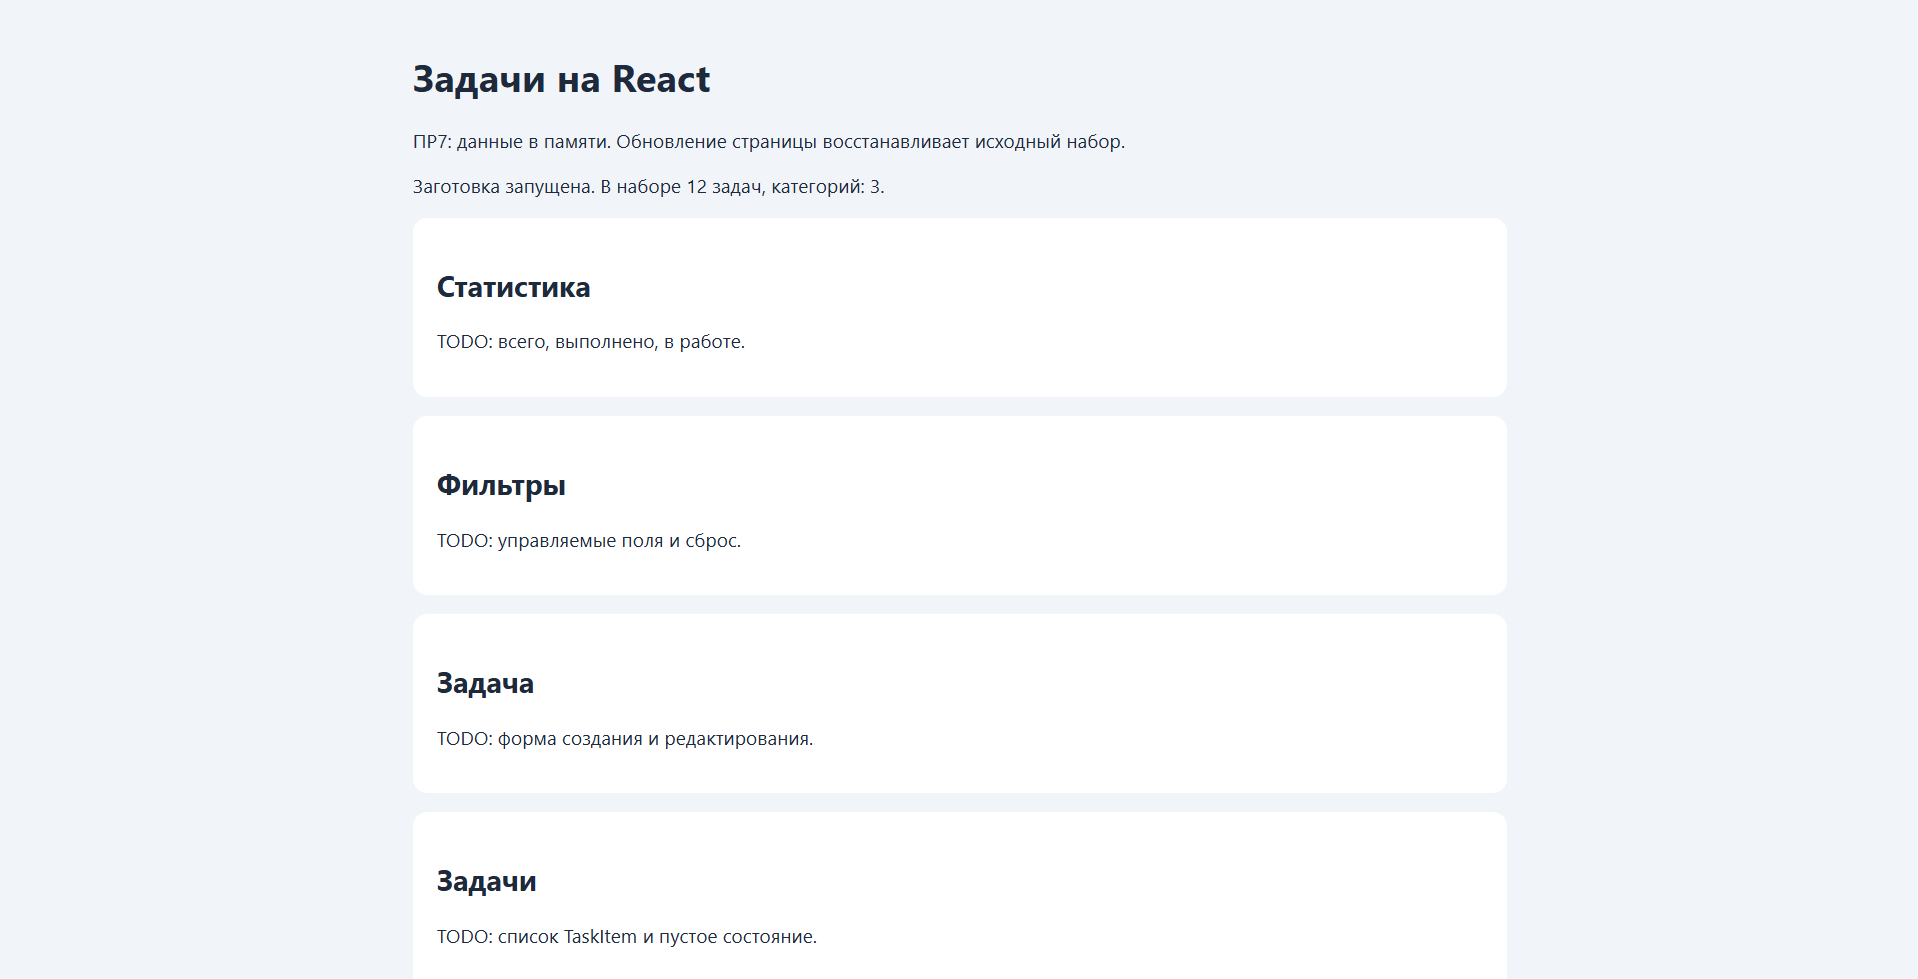 Задачи на React
ПР7: данные в памяти. Обновление страницы восстанавливает исходный набор.
Заготовка запущена. В наборе 12 задач, категорий: 3.
Статистика
TODO: всего, выполнено, в работе.
Фильтры
TODO: управляемые поля и сброс.
Задача
TODO: форма создания и редактирования.
Задачи
TODO: список TaskItem и пустое состояние.